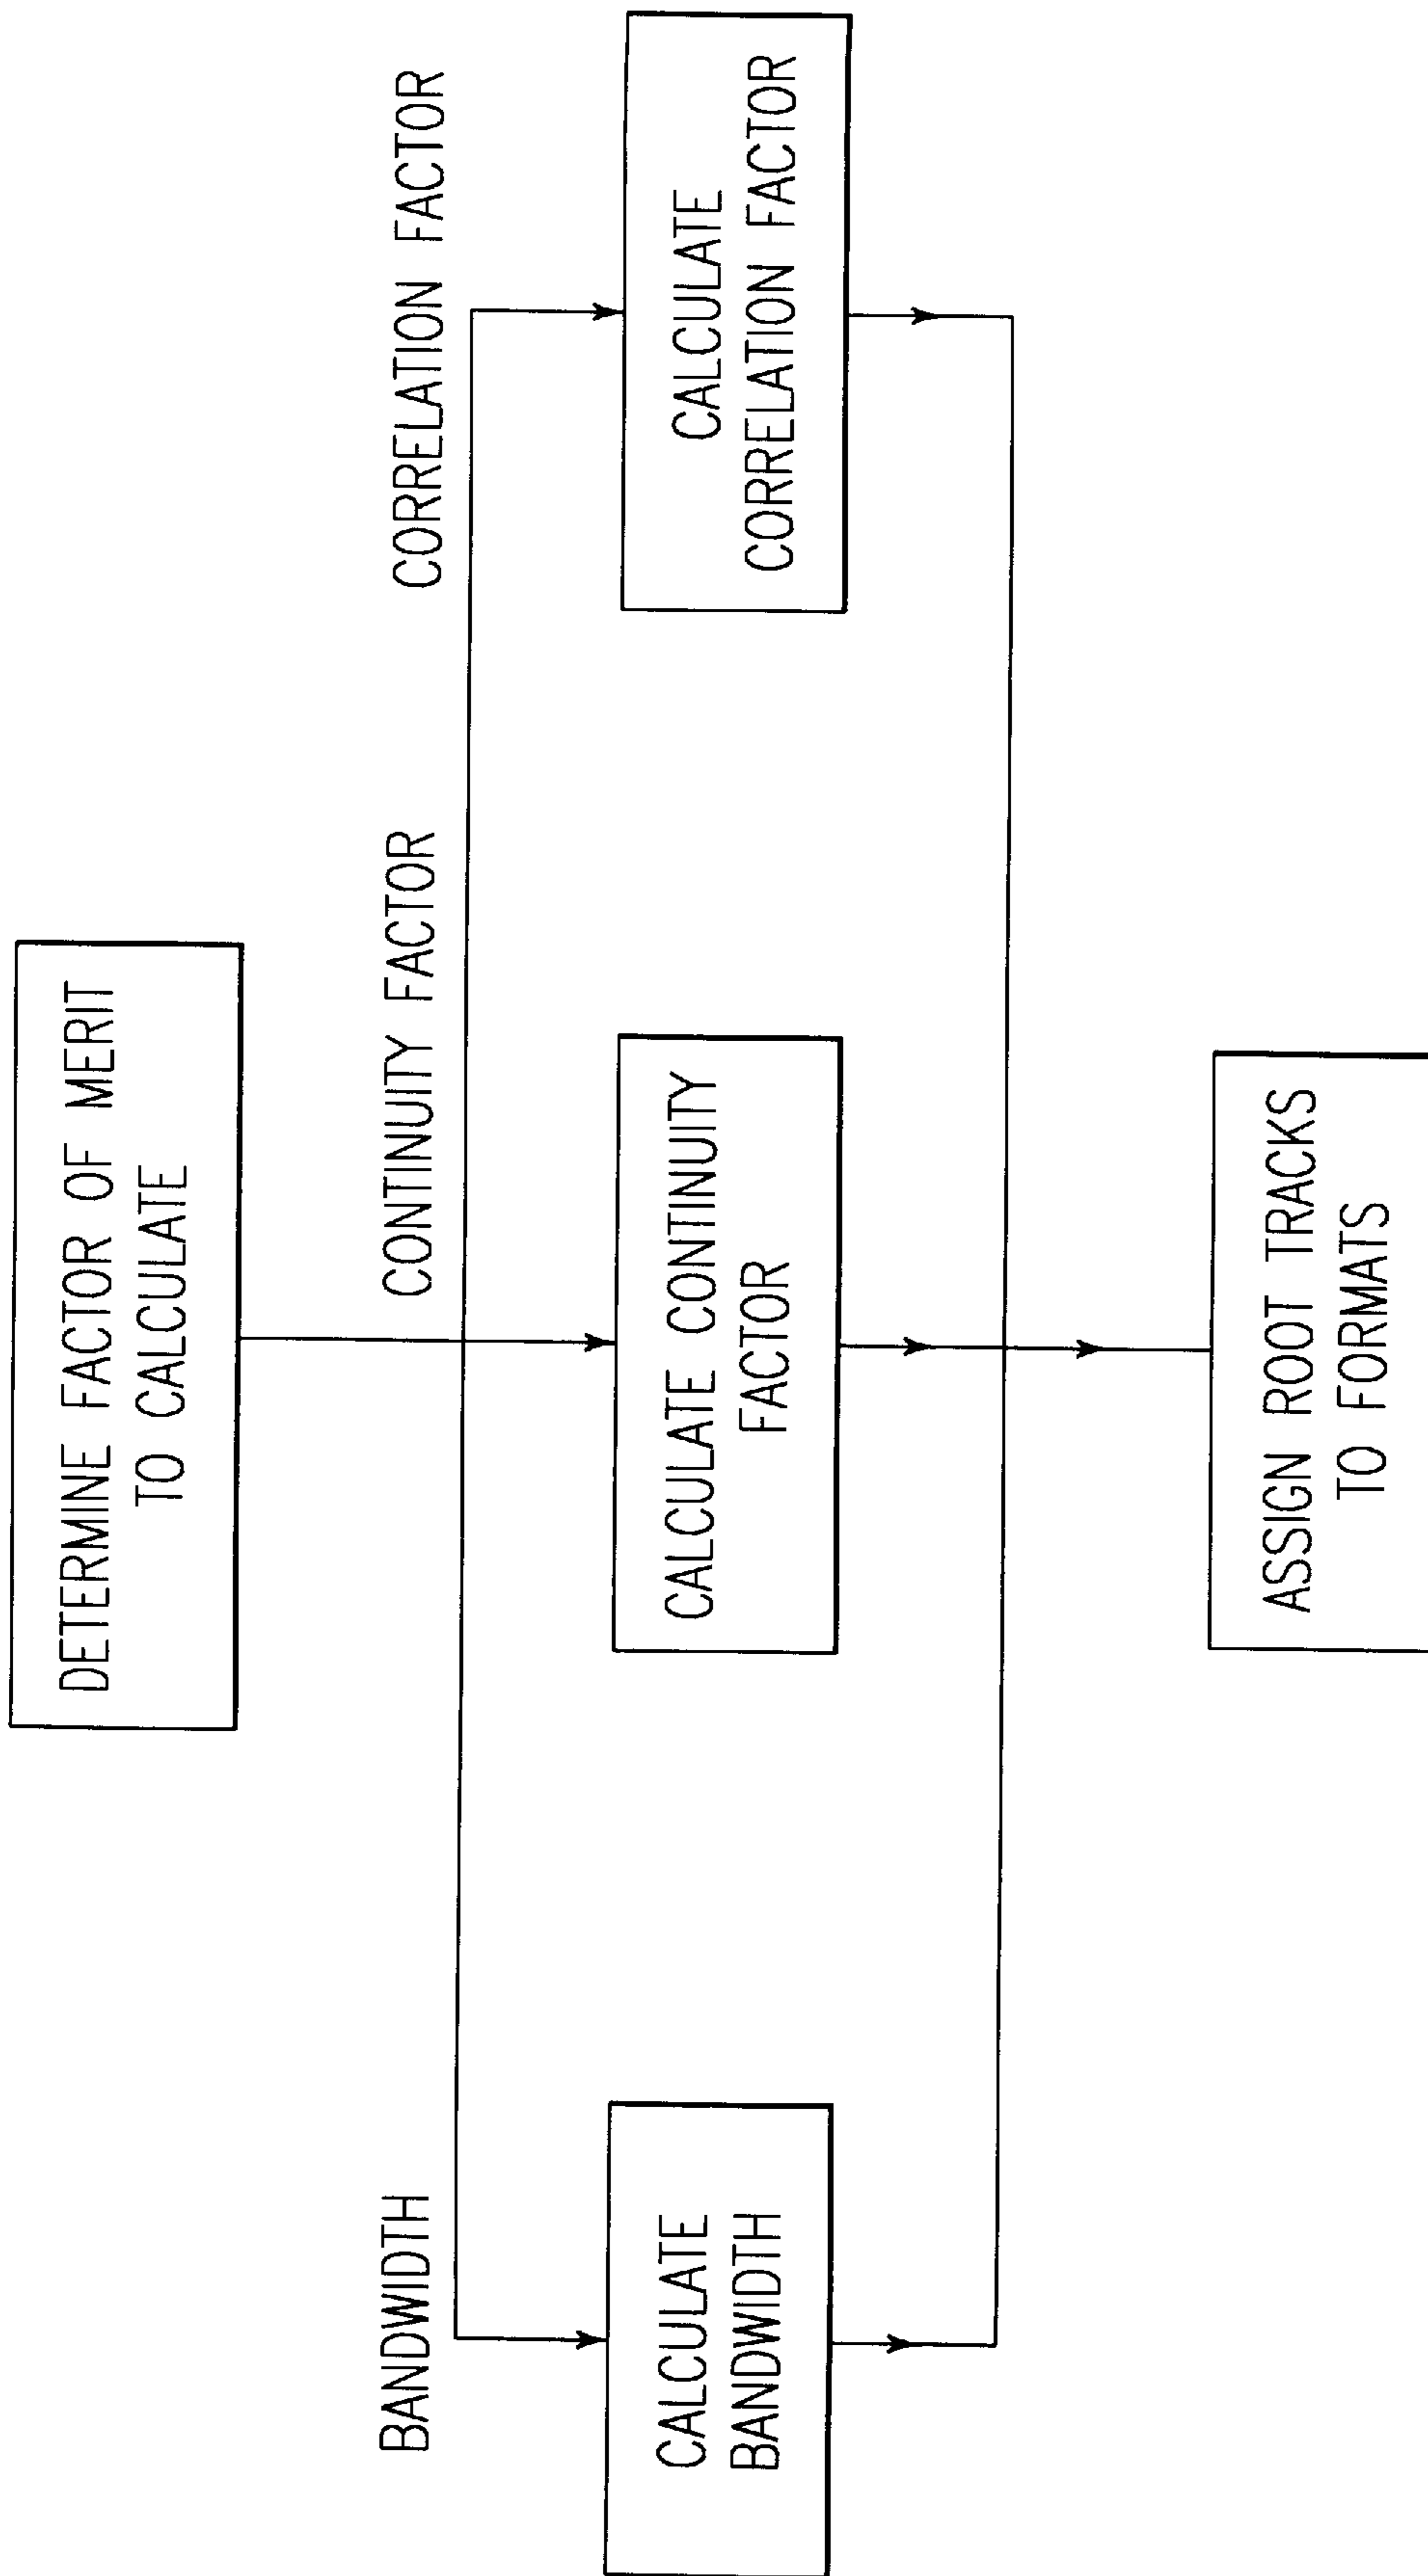 DETERMINE FACTOR OF MERIT
TO CALCULATE
BANDWIDTH
CONTINUITY FACTOR
CORRELATION FACTOR
CALCULATE
BANDWIDTH
CALCULATE CONTINUITY
FACTOR
CALCULATE
CORRELATION FACTOR
ASSIGN ROOT TRACKS
TO FORMATS